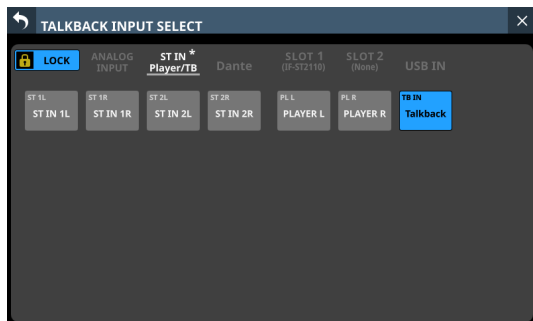 TALKBACK INPUT SELECT
LOCK
ANALOG
INPUT
ST IN *
Player/TB
Dante
SLOT 1
(IF-ST2110)
SLOT 2
(None)
USB IN
ST 1L
ST IN 1L
ST 1R
ST IN 1R
ST 2L
ST IN 2L
ST 2R
ST IN 2R
PL L
PLAYER L
PL R
PLAYER R
TB IN
Talkback